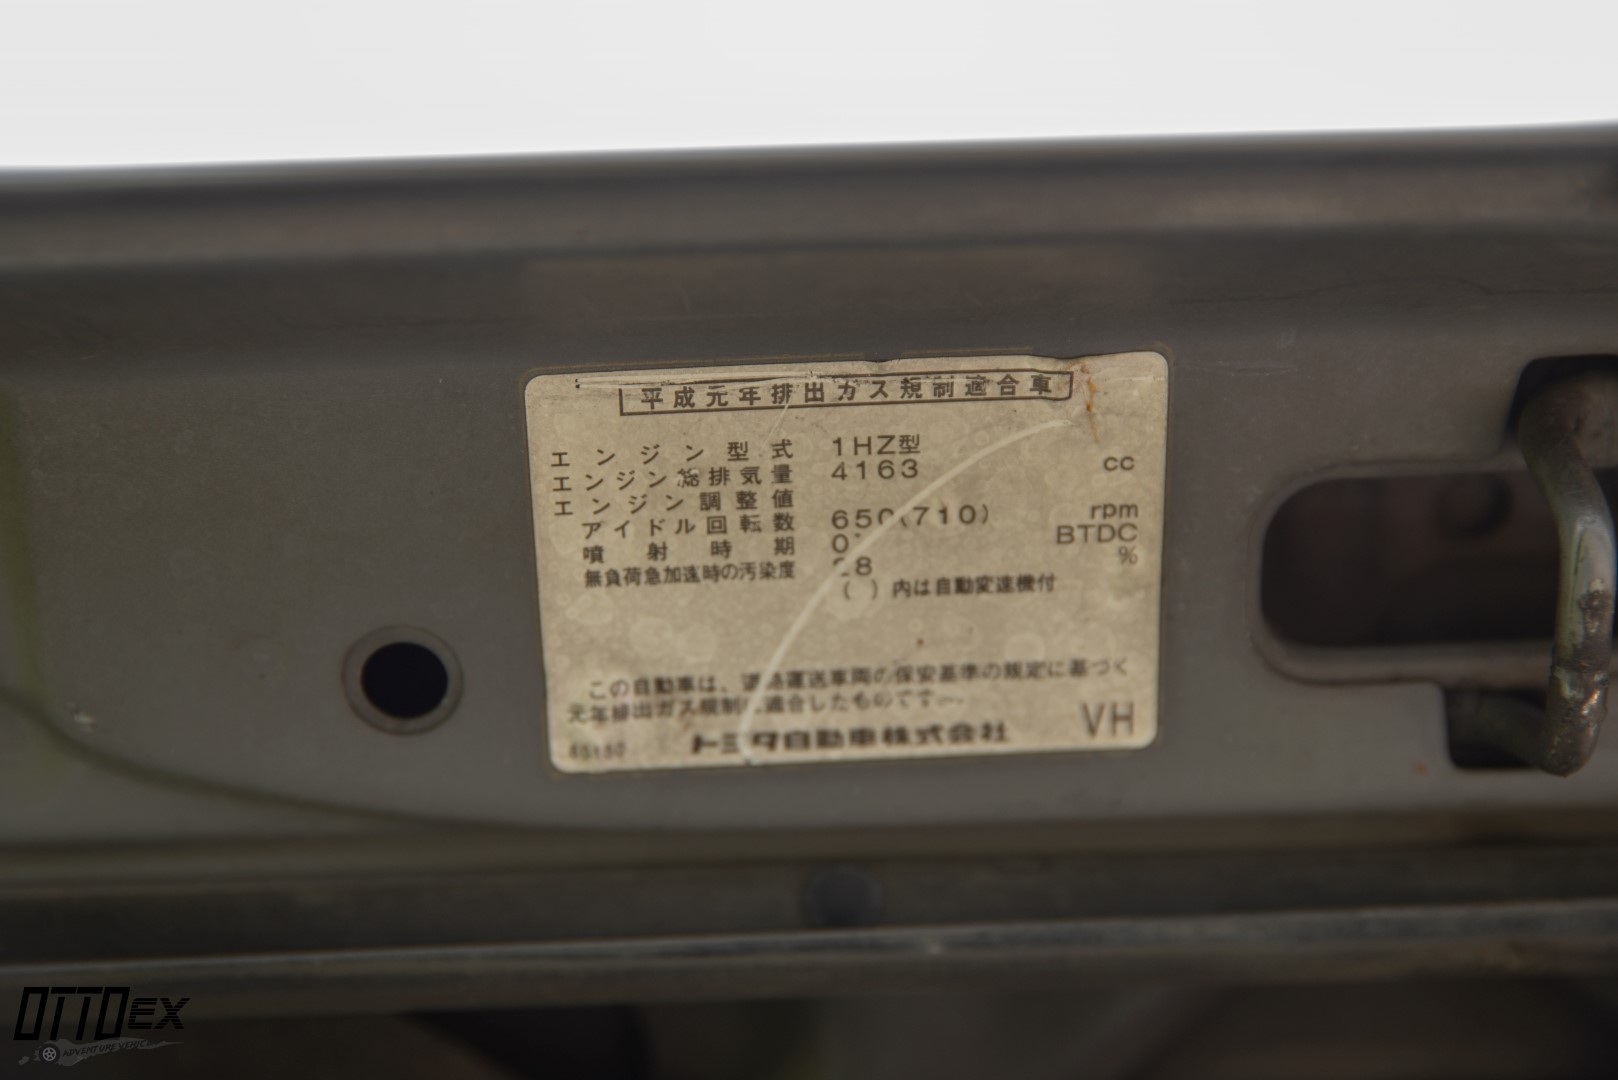 平成元年排出ガス規制適合車
エンジン型式 1HZ型
エンジン総排気量 4163 cc
エンジン調整値
アイドル回転数 650(710) rpm
噴射時期 0° BTDC
無負荷急加速時の汚染度 28 %
( )内は自動変速機付
この自動車は、道路運送車両の保安基準の規定に基づく
元年排出ガス規制に適合したものです。
トヨタ自動車株式会社 VH
OTTOEX
ADVENTURE VEHIC